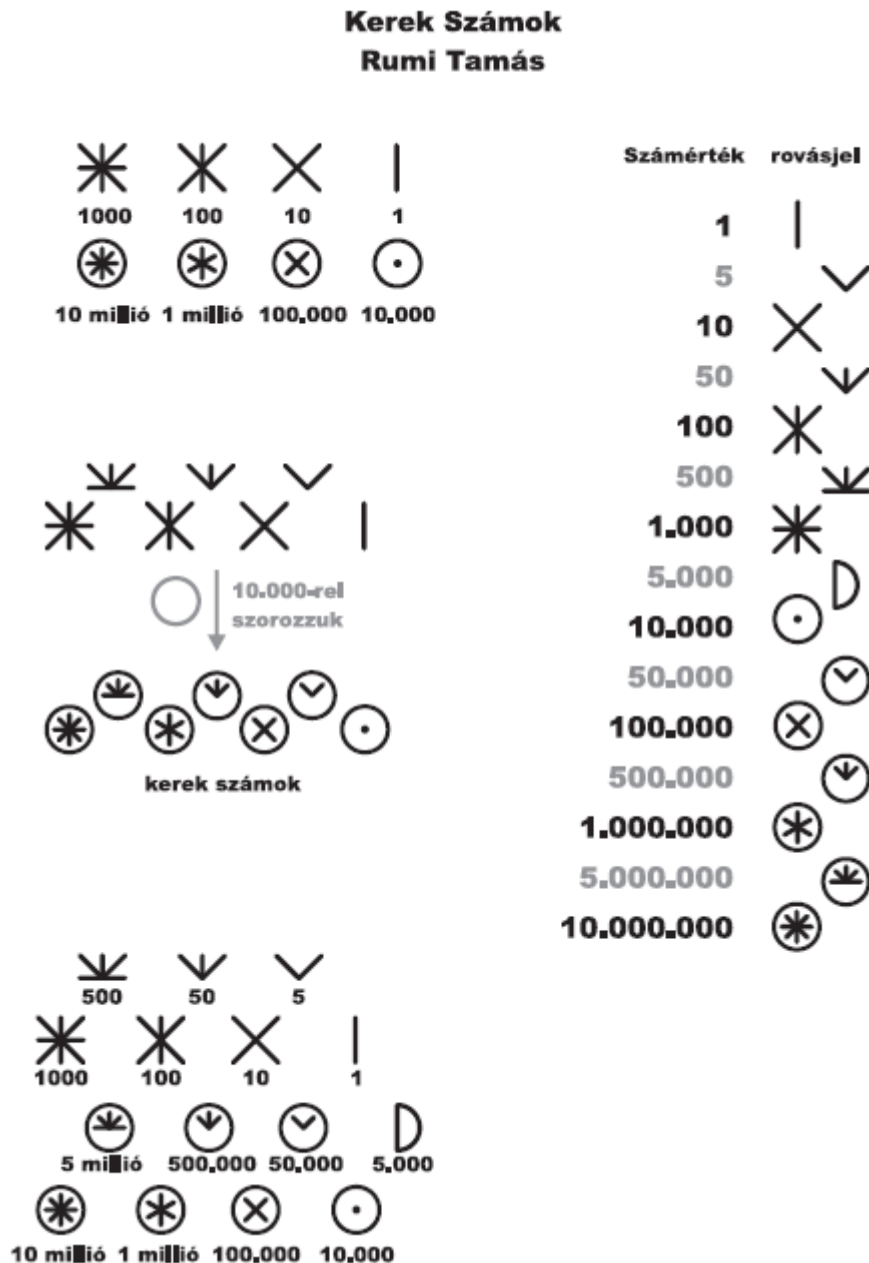 Kerek Számok
Rumi Tamás
1000 100 10 1
10 millió 1 millió 100.000 10.000
10.000-rel
szorozzuk
kerek számok
500 50 5
1000 100 10 1
5 millió 500.000 50.000 5.000
10 millió 1 millió 100.000 10.000
Számérték rovásjel
1
5
10
50
100
500
1.000
5.000
10.000
50.000
100.000
500.000
1.000.000
5.000.000
10.000.000